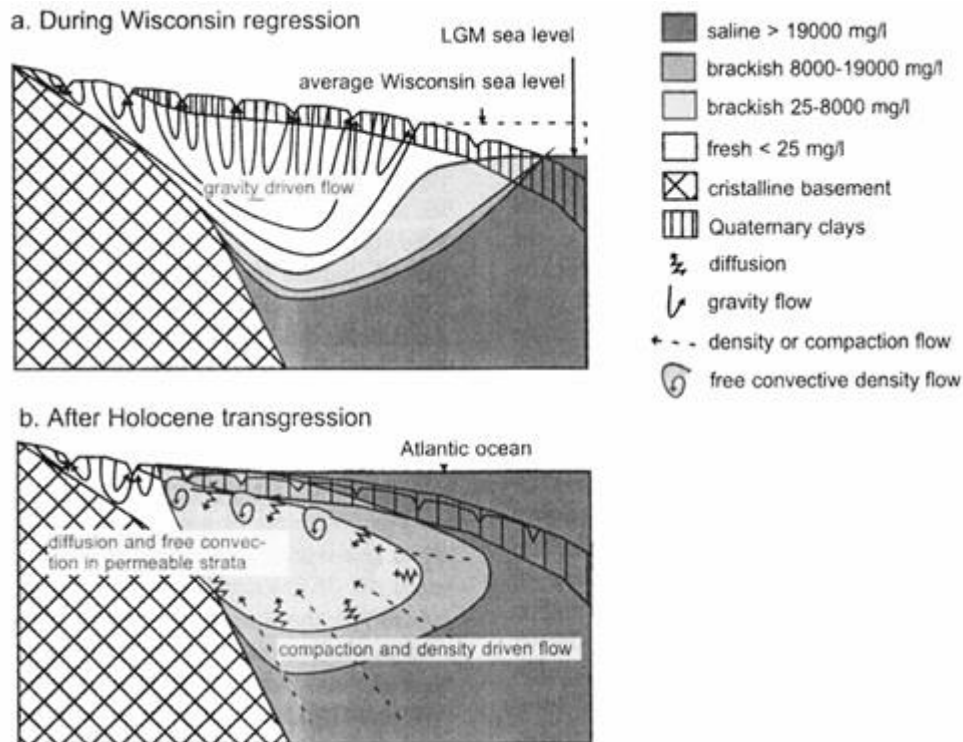 a. During Wisconsin regression
LGM sea level
average Wisconsin sea level
gravity driven flow
saline > 19000 mg/l
brackish 8000-19000 mg/l
brackish 25-8000 mg/l
fresh < 25 mg/l
cristalline basement
Quaternary clays
diffusion
gravity flow
density or compaction flow
free convective density flow
b. After Holocene transgression
Atlantic ocean
diffusion and free convec-
tion in permeable strata
compaction and density driven flow